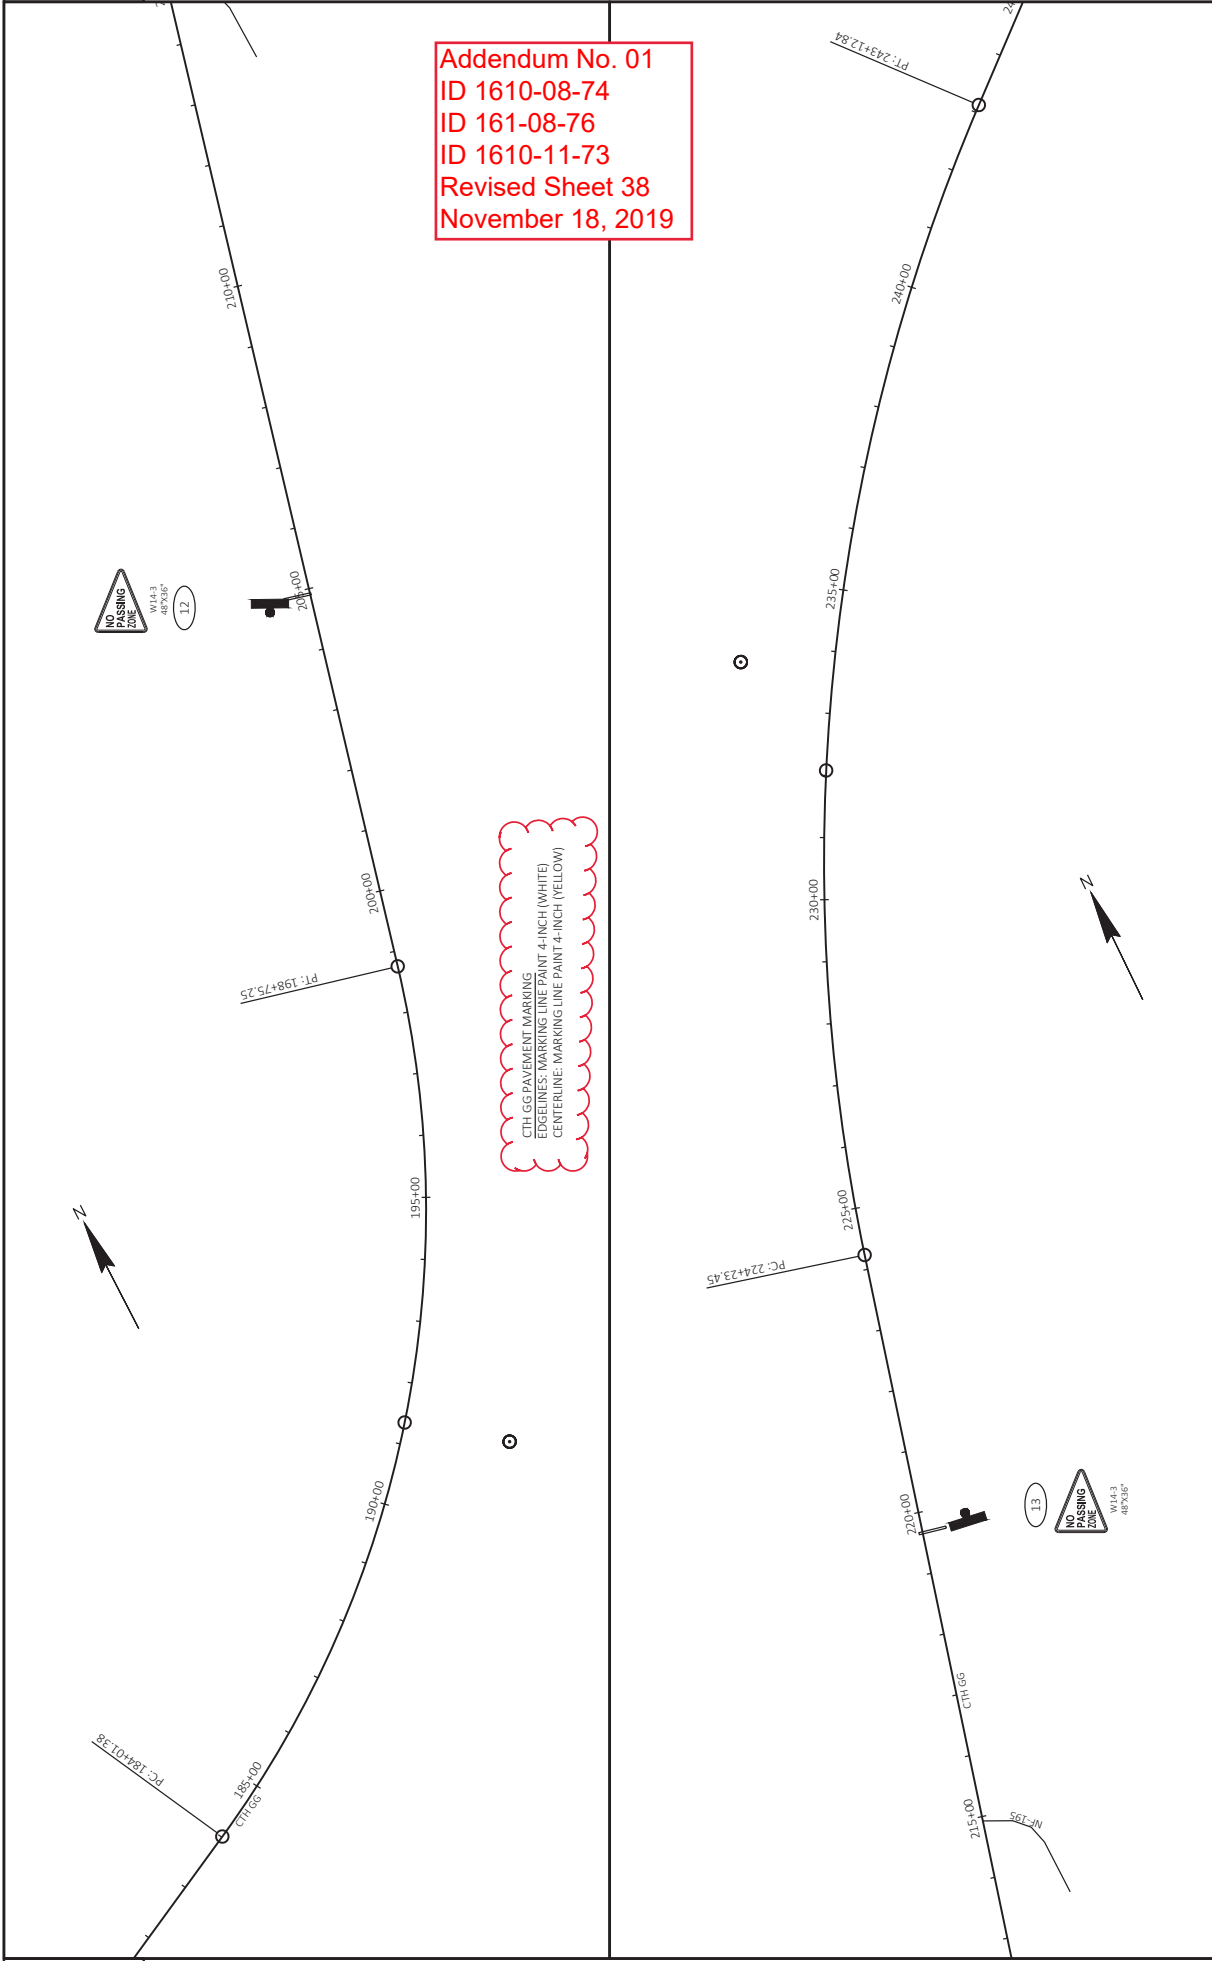 Addendum No. 01
ID 1610-08-74
ID 161-08-76
ID 1610-11-73
Revised Sheet 38
November 18, 2019
PC: 184+01.38
185+00
CTH GG
190+00
195+00
N
PT: 198+75.25
200+00
205+00
NO
PASSING
ZONE
W14-3
48"X36"
12
210+00
CTH GG PAVEMENT MARKING
EDGELINES: MARKING LINE PAINT 4-INCH (WHITE)
CENTERLINE: MARKING LINE PAINT 4-INCH (YELLOW)
215+00
NF-195
CTH GG
220+00
13
NO
PASSING
ZONE
W14-3
48"X36"
PC: 224+23.45
225+00
230+00
N
235+00
240+00
PT: 243+12.84